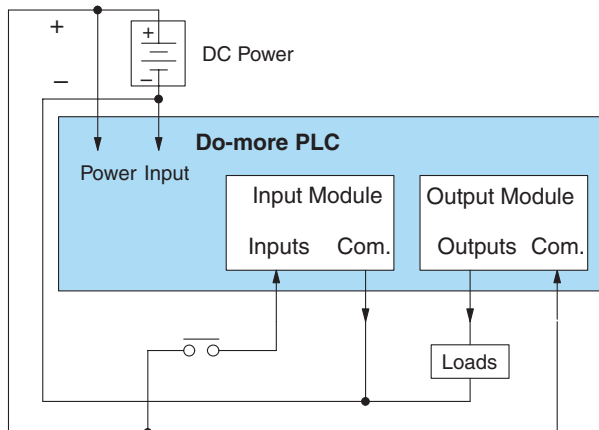 +
+
DC Power
–
–
Do-more PLC
Power Input
Input Module
Output Module
Inputs Com.
Outputs Com.
Loads